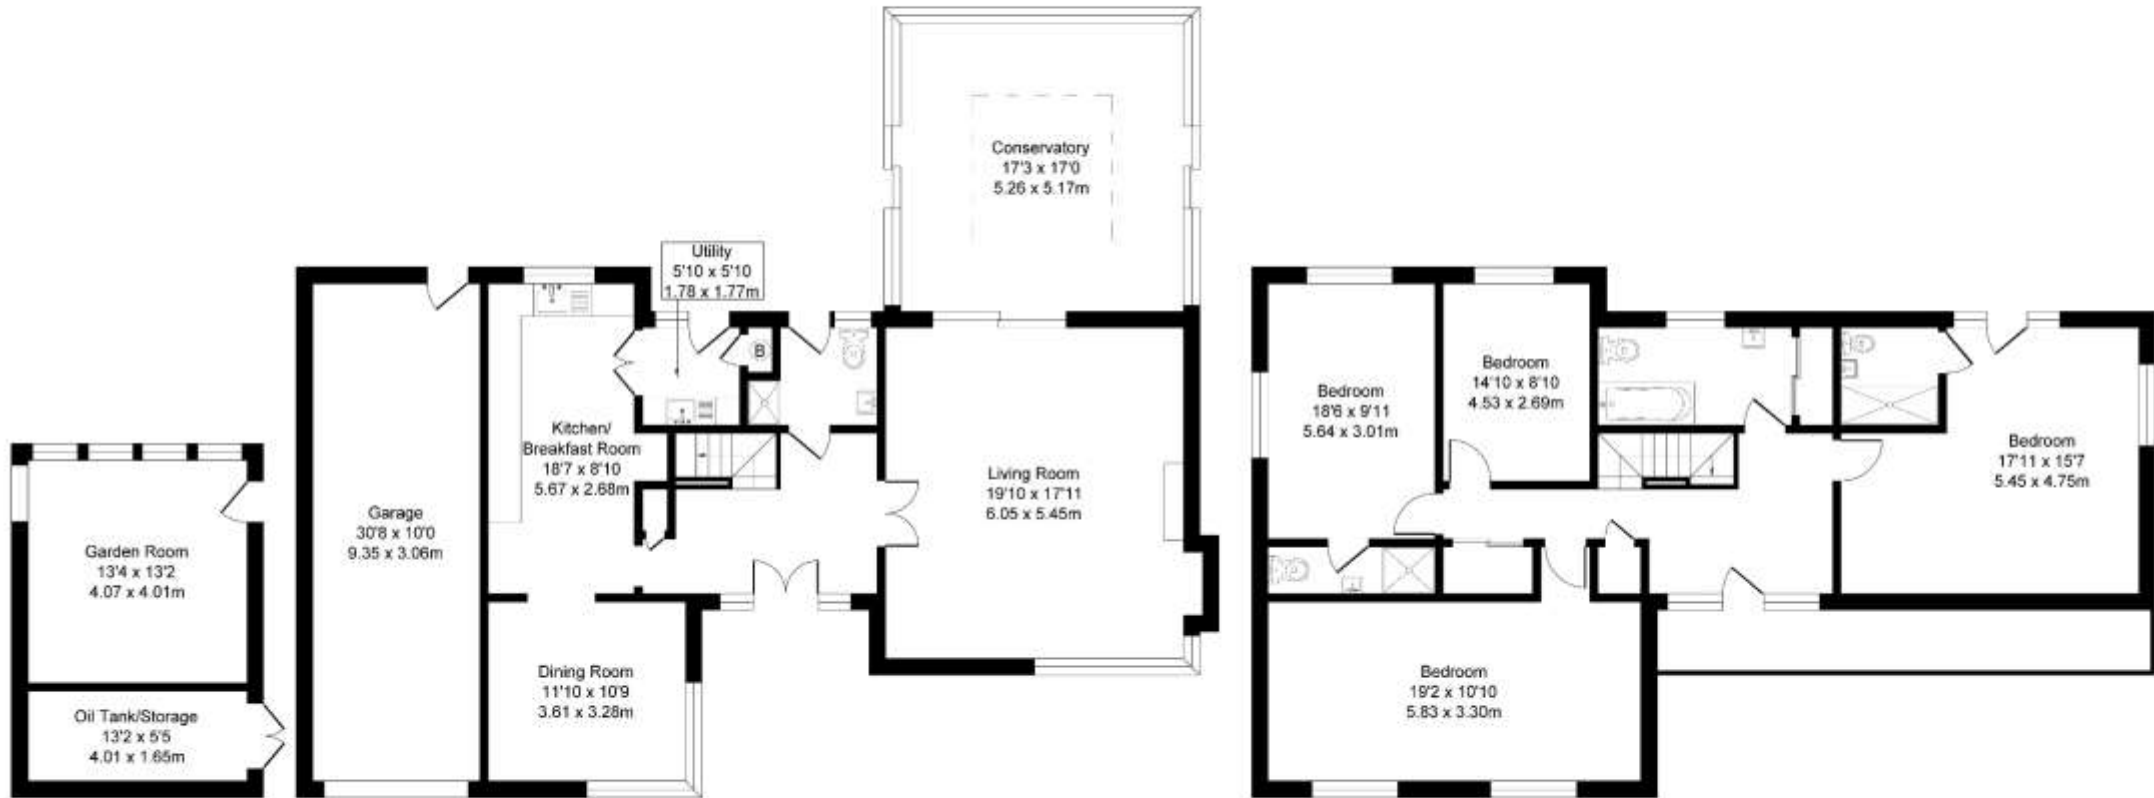 Conservatory
17'3 x 17'0
5.26 x 5.17m
Utility
5'10 x 5'10
1.78 x 1.77m
B
Kitchen/
Breakfast Room
18'7 x 8'10
5.67 x 2.68m
Living Room
19'10 x 17'11
6.05 x 5.45m
Garage
30'8 x 10'0
9.35 x 3.06m
Garden Room
13'4 x 13'2
4.07 x 4.01m
Oil Tank/Storage
13'2 x 5'5
4.01 x 1.65m
Dining Room
11'10 x 10'9
3.61 x 3.28m
Bedroom
18'6 x 9'11
5.64 x 3.01m
Bedroom
14'10 x 8'10
4.53 x 2.69m
Bedroom
17'11 x 15'7
5.45 x 4.75m
Bedroom
19'2 x 10'10
5.83 x 3.30m